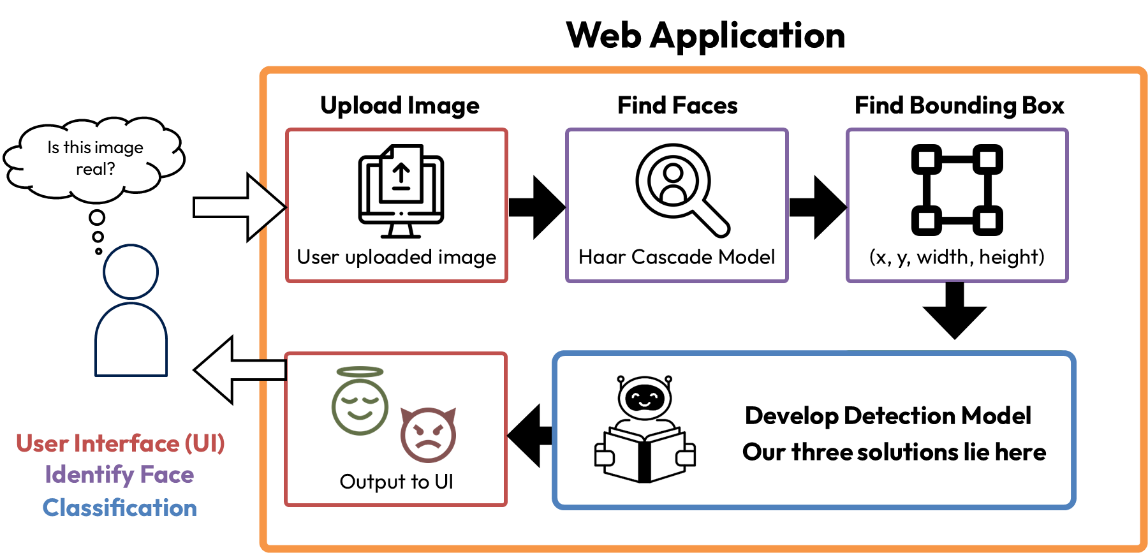 Web Application
Upload Image
Find Faces
Find Bounding Box
Is this image
real?
User uploaded image
Haar Cascade Model
(x, y, width, height)
Develop Detection Model
Our three solutions lie here
Output to UI
User Interface (UI)
Identify Face
Classification